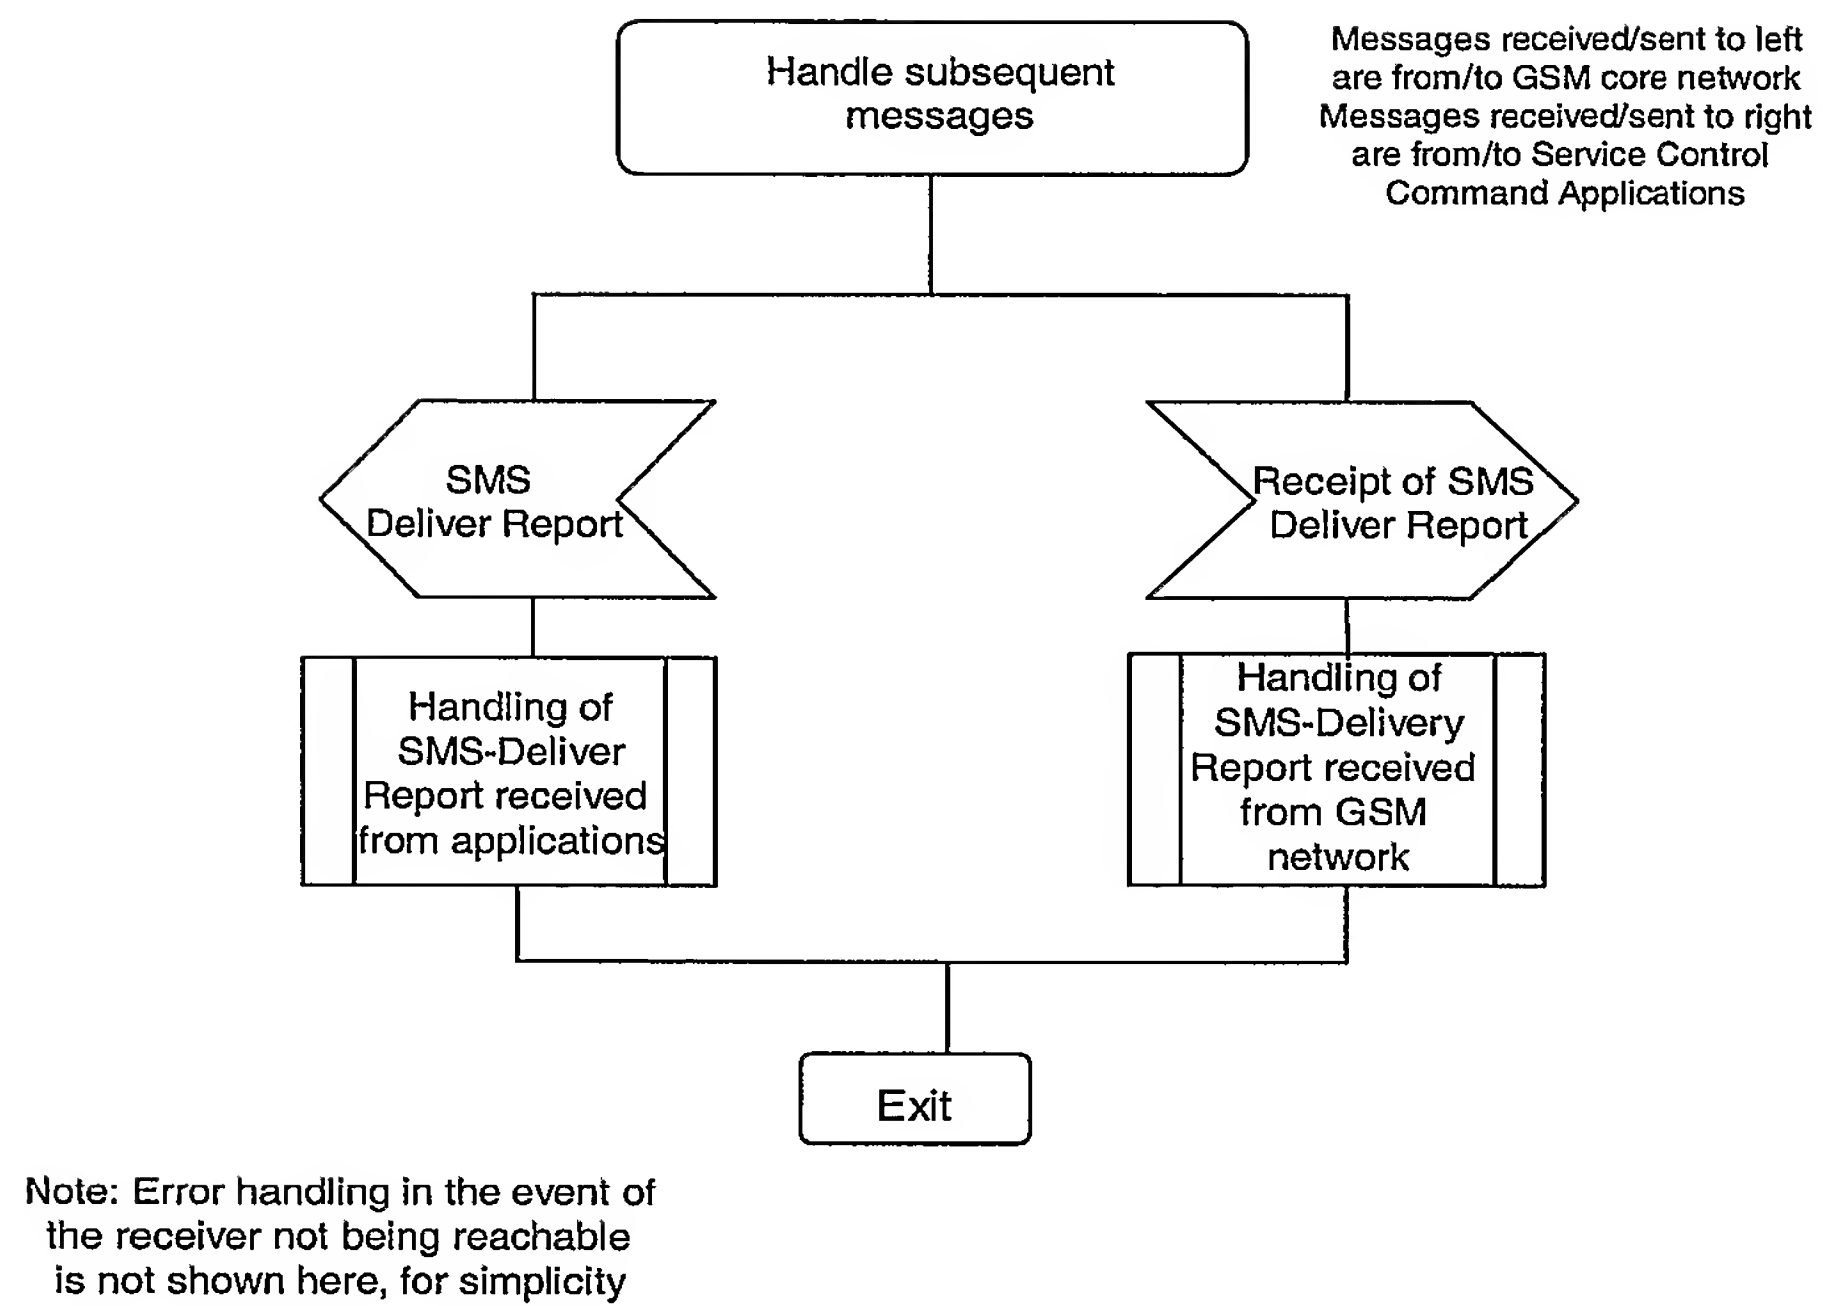 Handle subsequent
messages
Messages received/sent to left
are from/to GSM core network
Messages received/sent to right
are from/to Service Control
Command Applications
SMS
Deliver Report
Receipt of SMS
Deliver Report
Handling of
SMS-Deliver
Report received
from applications
Handling of
SMS-Delivery
Report received
from GSM
network
Exit
Note: Error handling in the event of
the receiver not being reachable
is not shown here, for simplicity